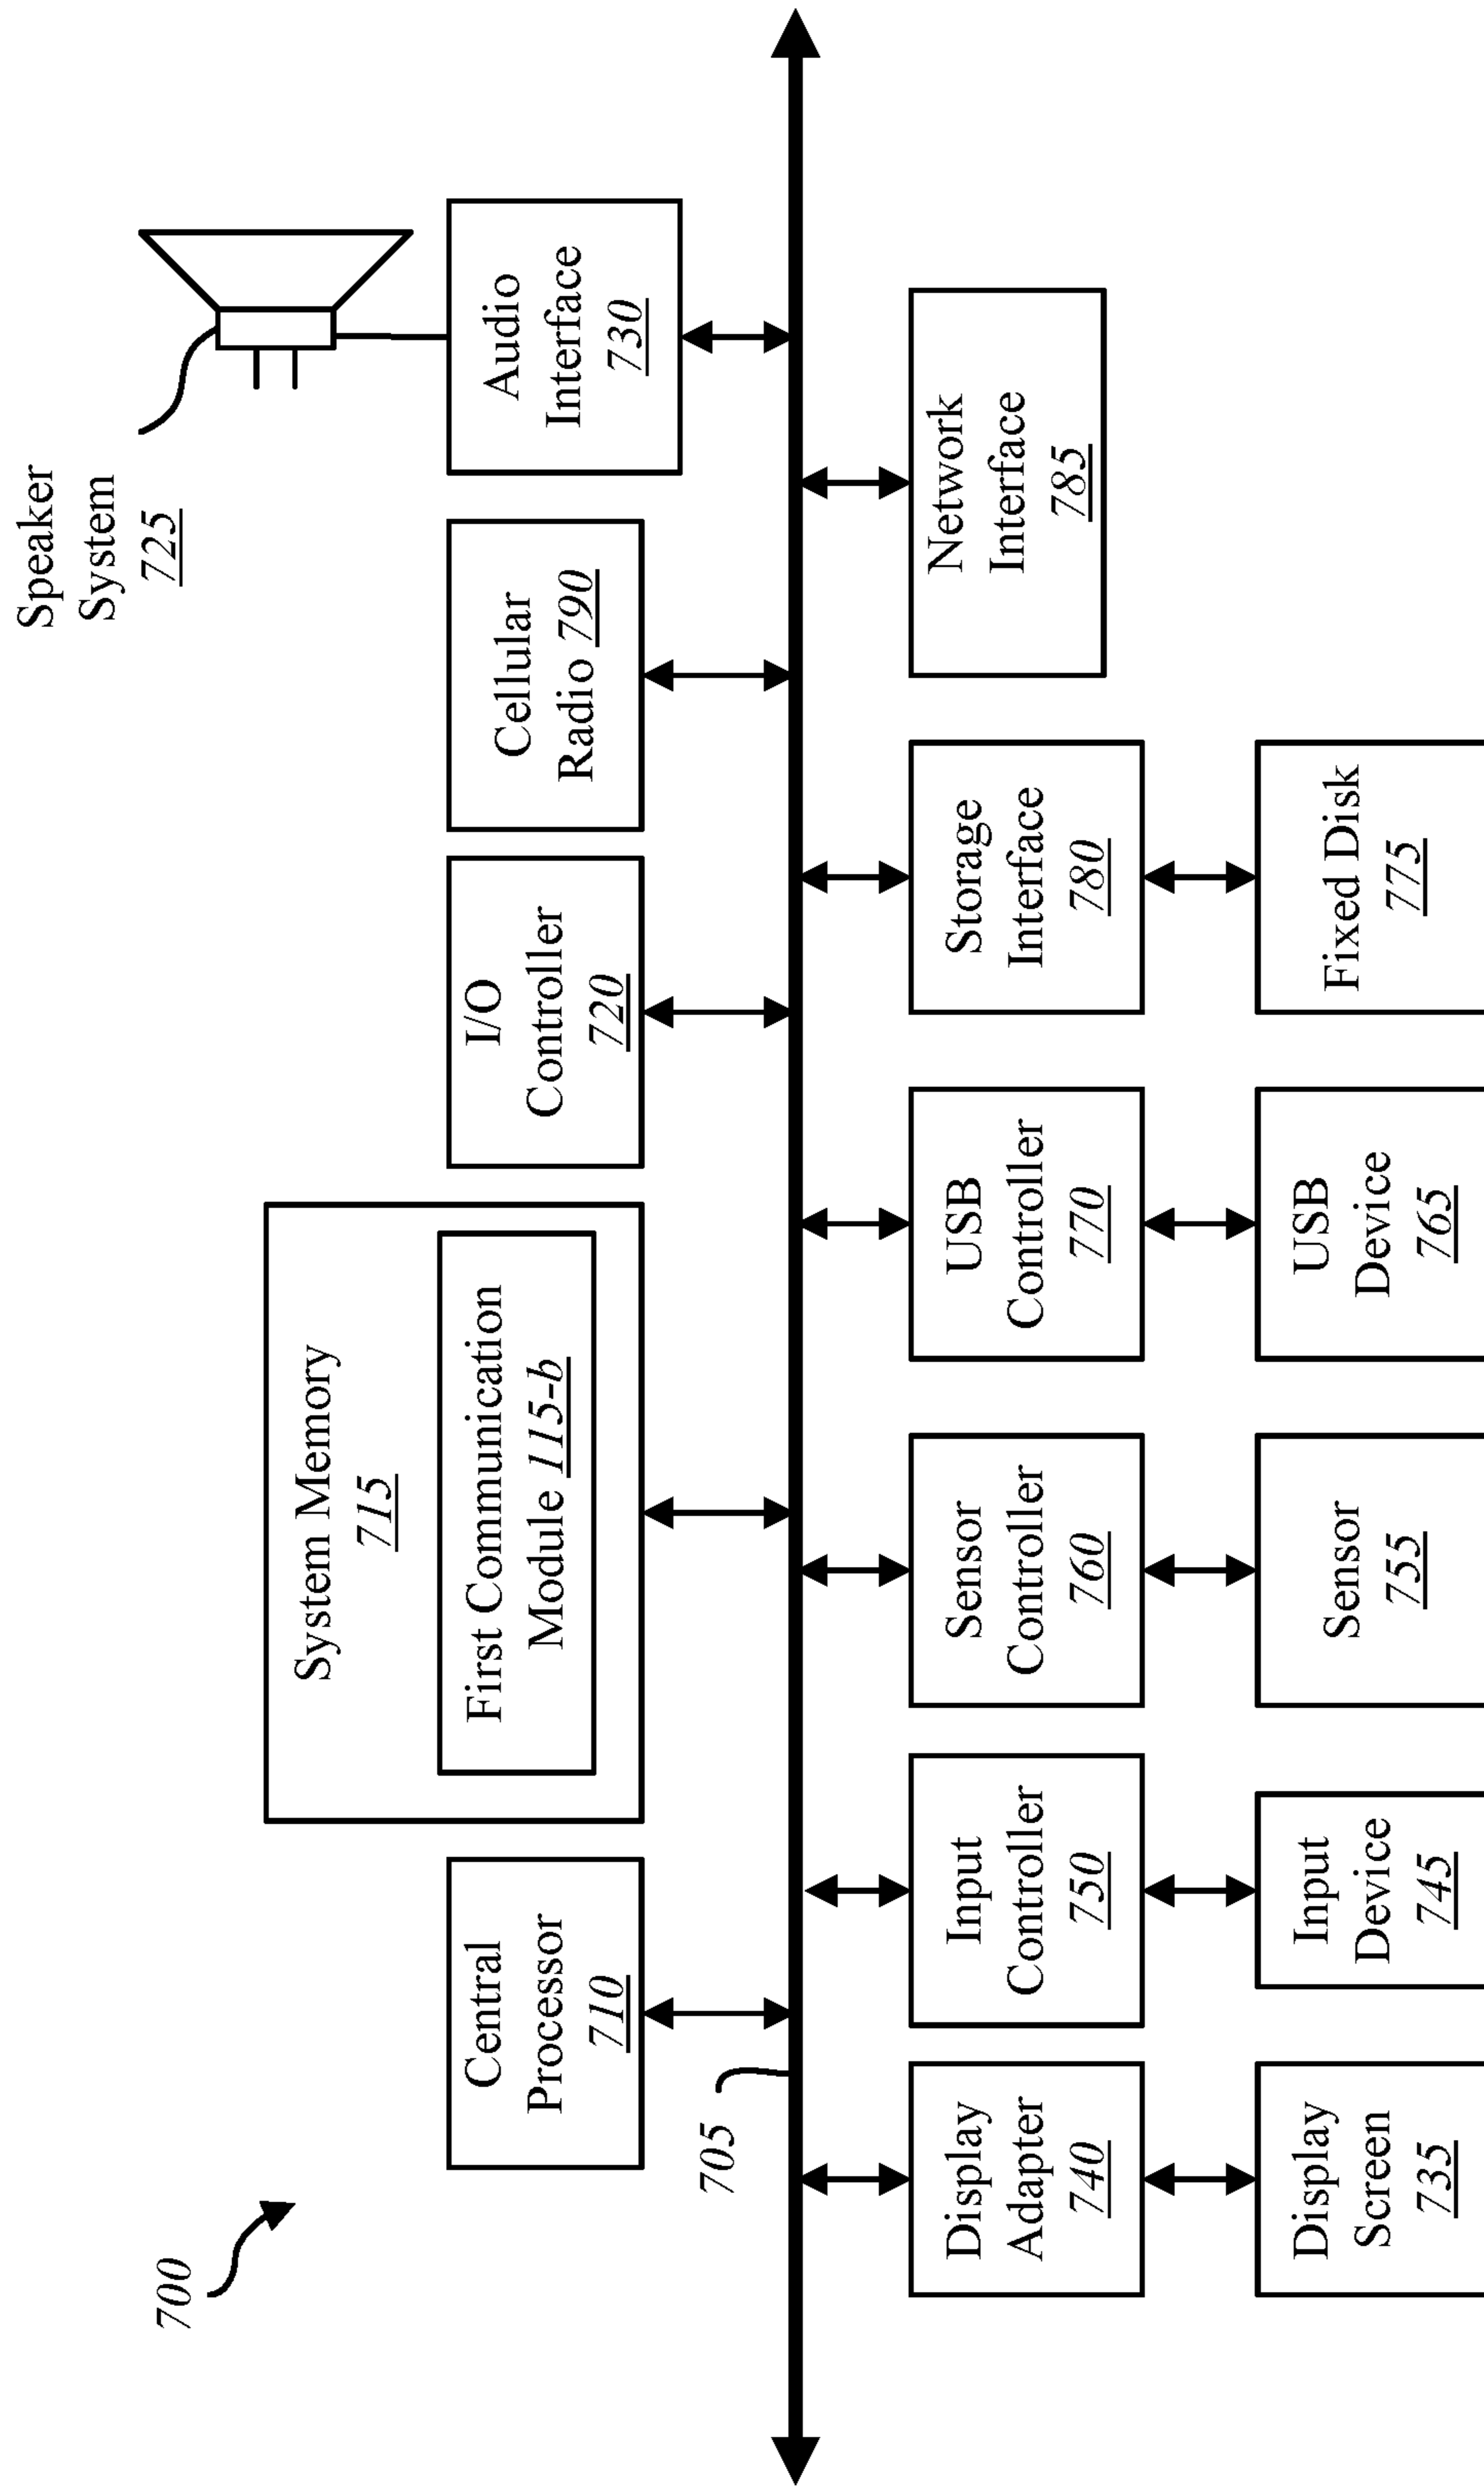 700
Speaker
System
725
System Memory
715
First Communication
Module 115-b
Central
Processor
710
I/O
Controller
720
Cellular
Radio 790
Audio
Interface
730
705
Display
Adapter
740
Input
Controller
750
Sensor
Controller
760
USB
Controller
770
Storage
Interface
780
Network
Interface
785
Display
Screen
735
Input
Device
745
Sensor
755
USB
Device
765
Fixed Disk
775